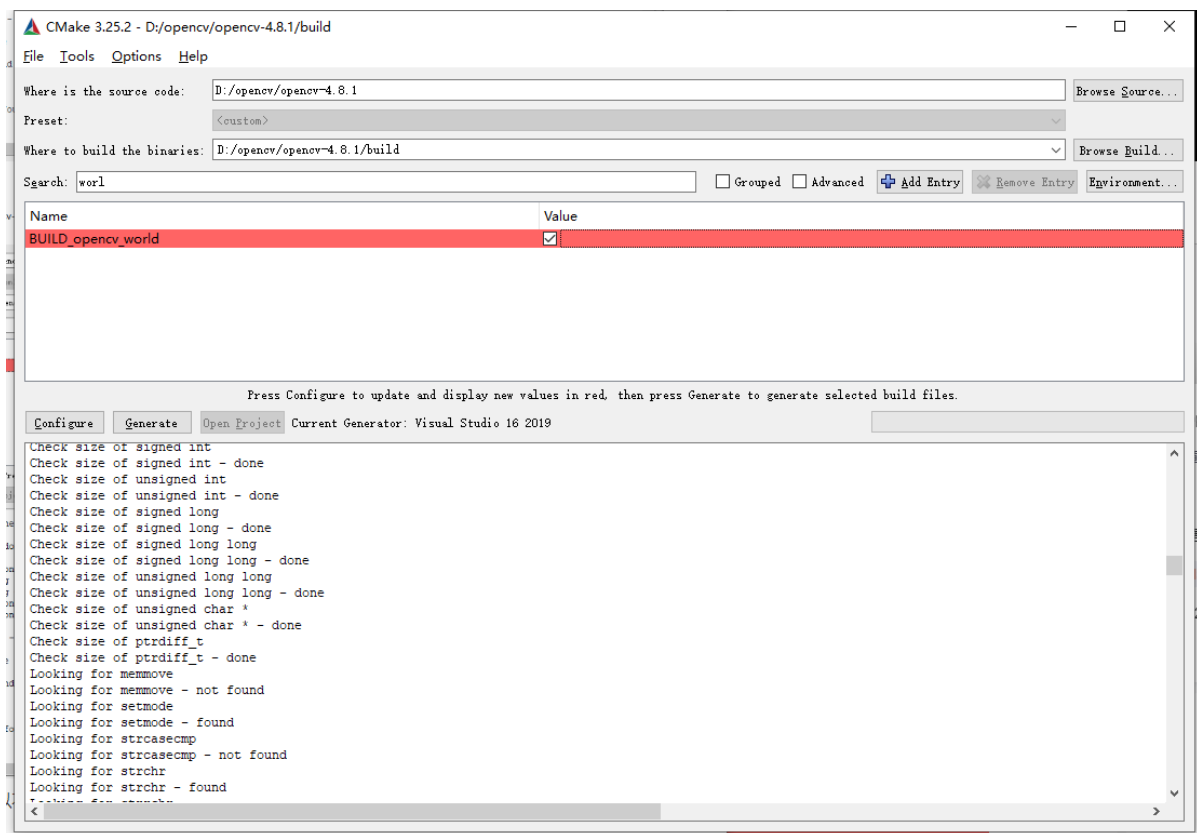 CMake 3.25.2 - D:/opencv/opencv-4.8.1/build
File Tools Options Help
Where is the source code: D:/opencv/opencv-4.8.1 Browse Source...
Preset: <custom>
Where to build the binaries: D:/opencv/opencv-4.8.1/build Browse Build...
Search: worl Grouped Advanced Add Entry Remove Entry Environment...
Name Value
BUILD_opencv_world
Press Configure to update and display new values in red, then press Generate to generate selected build files.
Configure Generate Open Project Current Generator: Visual Studio 16 2019
Check size of signed int
Check size of signed int - done
Check size of unsigned int
Check size of unsigned int - done
Check size of signed long
Check size of signed long - done
Check size of signed long long
Check size of signed long long - done
Check size of unsigned long long
Check size of unsigned long long - done
Check size of unsigned char *
Check size of unsigned char * - done
Check size of ptrdiff_t
Check size of ptrdiff_t - done
Looking for memmove
Looking for memmove - not found
Looking for setmode
Looking for setmode - found
Looking for strcasecmp
Looking for strcasecmp - not found
Looking for strchr
Looking for strchr - found